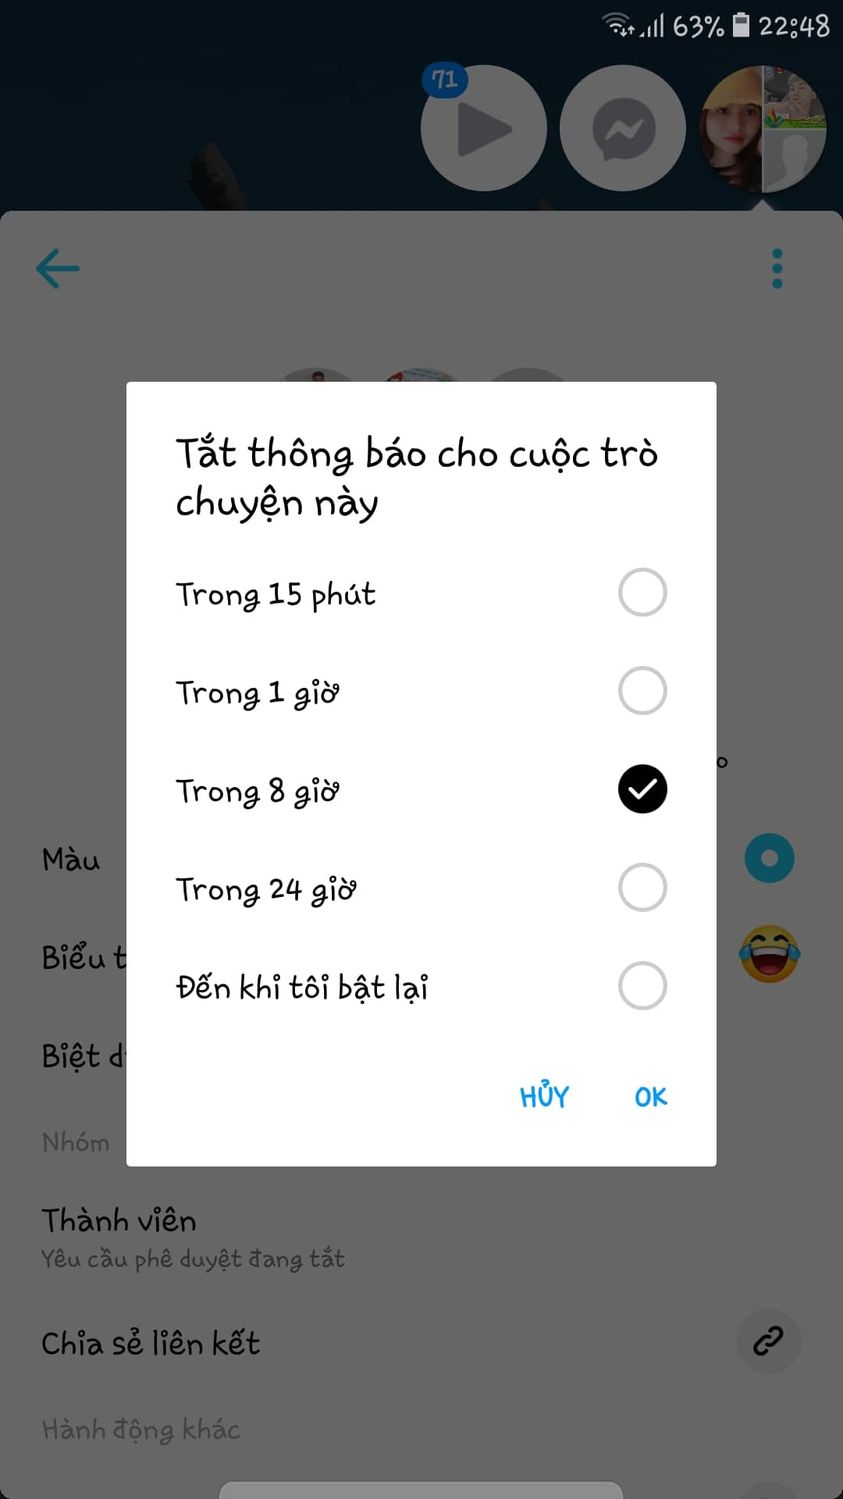 63% 22:48
71
Tắt thông báo cho cuộc trò
chuyện này
Trong 15 phút
Trong 1 giờ
Trong 8 giờ
Màu
Trong 24 giờ
Biểu t
Đến khi tôi bật lại
Biệt d
HỦY OK
Nhóm
Thành viên
Yêu cầu phê duyệt đang tắt
Chia sẻ liên kết
Hành động khác